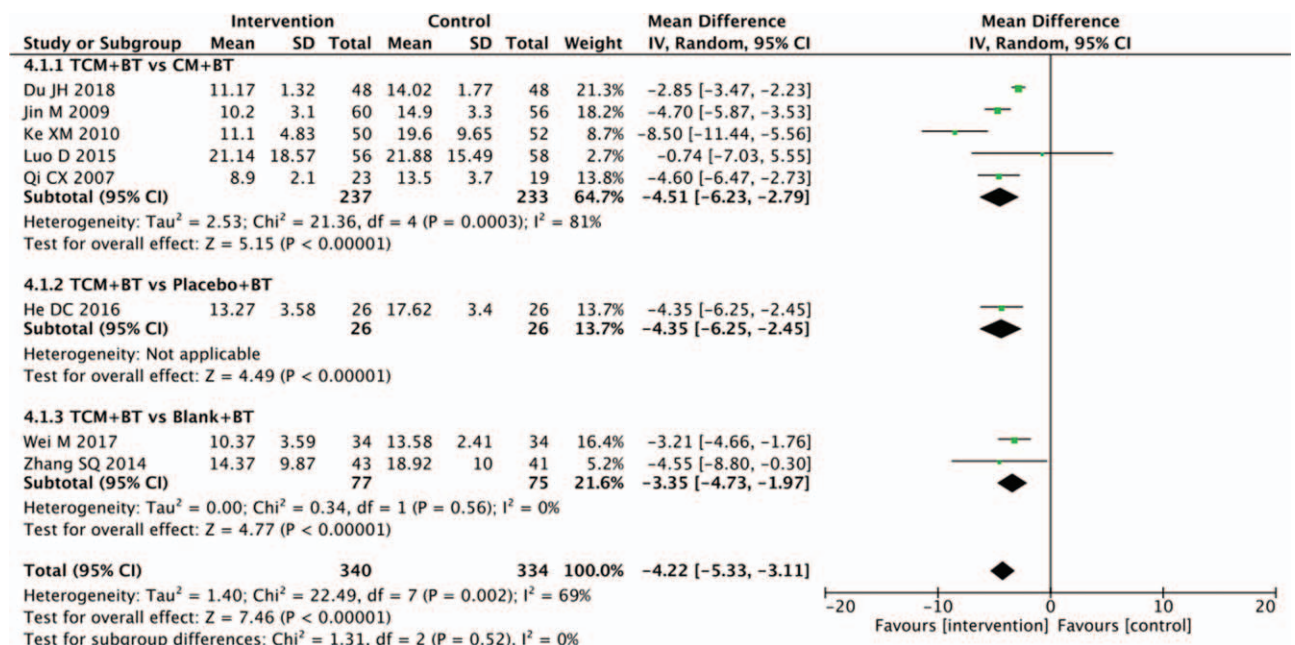 Intervention Control Mean Difference Mean Difference
Study or Subgroup Mean SD Total Mean SD Total Weight IV, Random, 95% CI IV, Random, 95% CI
4.1.1 TCM+BT vs CM+BT
Du JH 2018 11.17 1.32 48 14.02 1.77 48 21.3% −2.85 [−3.47, −2.23]
Jin M 2009 10.2 3.1 60 14.9 3.3 56 18.2% −4.70 [−5.87, −3.53]
Ke XM 2010 11.1 4.83 50 19.6 9.65 52 8.7% −8.50 [−11.44, −5.56]
Luo D 2015 21.14 18.57 56 21.88 15.49 58 2.7% −0.74 [−7.03, 5.55]
Qi CX 2007 8.9 2.1 23 13.5 3.7 19 13.8% −4.60 [−6.47, −2.73]
Subtotal (95% CI) 237 233 64.7% −4.51 [−6.23, −2.79]
Heterogeneity: Tau² = 2.53; Chi² = 21.36, df = 4 (P = 0.0003); I² = 81%
Test for overall effect: Z = 5.15 (P < 0.00001)
4.1.2 TCM+BT vs Placebo+BT
He DC 2016 13.27 3.58 26 17.62 3.4 26 13.7% −4.35 [−6.25, −2.45]
Subtotal (95% CI) 26 26 13.7% −4.35 [−6.25, −2.45]
Heterogeneity: Not applicable
Test for overall effect: Z = 4.49 (P < 0.00001)
4.1.3 TCM+BT vs Blank+BT
Wei M 2017 10.37 3.59 34 13.58 2.41 34 16.4% −3.21 [−4.66, −1.76]
Zhang SQ 2014 14.37 9.87 43 18.92 10 41 5.2% −4.55 [−8.80, −0.30]
Subtotal (95% CI) 77 75 21.6% −3.35 [−4.73, −1.97]
Heterogeneity: Tau² = 0.00; Chi² = 0.34, df = 1 (P = 0.56); I² = 0%
Test for overall effect: Z = 4.77 (P < 0.00001)
Total (95% CI) 340 334 100.0% −4.22 [−5.33, −3.11]
Heterogeneity: Tau² = 1.40; Chi² = 22.49, df = 7 (P = 0.002); I² = 69%
Test for overall effect: Z = 7.46 (P < 0.00001)
Test for subgroup differences: Chi² = 1.31, df = 2 (P = 0.52), I² = 0%
−20 −10 0 10 20
Favours [intervention] Favours [control]